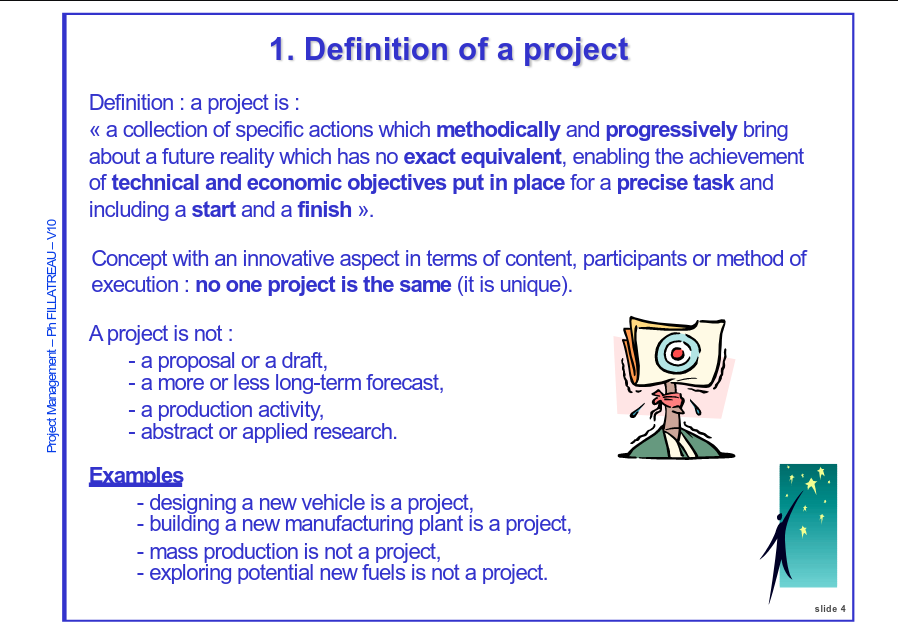 1. Definition of a project
Definition : a project is :
« a collection of specific actions which methodically and progressively bring
about a future reality which has no exact equivalent, enabling the achievement
of technical and economic objectives put in place for a precise task and
including a start and a finish ».
Concept with an innovative aspect in terms of content, participants or method of
execution : no one project is the same (it is unique).
A project is not :
- a proposal or a draft,
- a more or less long-term forecast,
- a production activity,
- abstract or applied research.
Examples
- designing a new vehicle is a project,
- building a new manufacturing plant is a project,
- mass production is not a project,
- exploring potential new fuels is not a project.
Project Management – Ph FILLATREAU – V10
slide 4